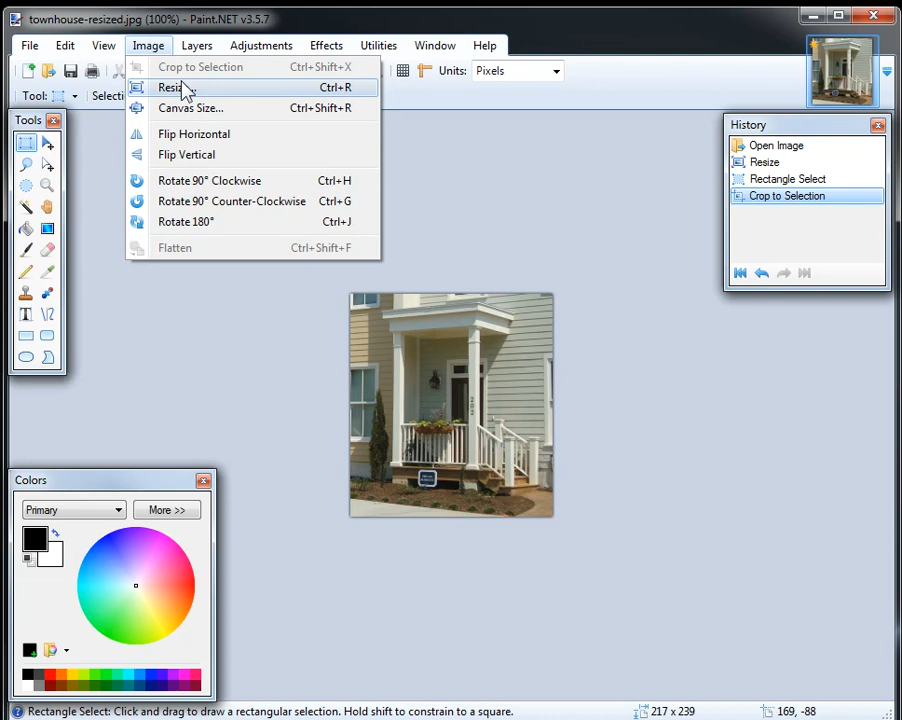 townhouse-resized.jpg (100%) - Paint.NET v3.5.7
File Edit View Image Layers Adjustments Effects Utilities Window Help
Units: Pixels
Tool: Selecti
Crop to Selection Ctrl+Shift+X
Resiz... Ctrl+R
Canvas Size... Ctrl+Shift+R
Flip Horizontal
Flip Vertical
Rotate 90° Clockwise Ctrl+H
Rotate 90° Counter-Clockwise Ctrl+G
Rotate 180° Ctrl+J
Flatten Ctrl+Shift+F
Tools
History
Open Image
Resize
Rectangle Select
Crop to Selection
Colors
Primary
More >>
Rectangle Select: Click and drag to draw a rectangular selection. Hold shift to constrain to a square.
217 x 239
169, -88